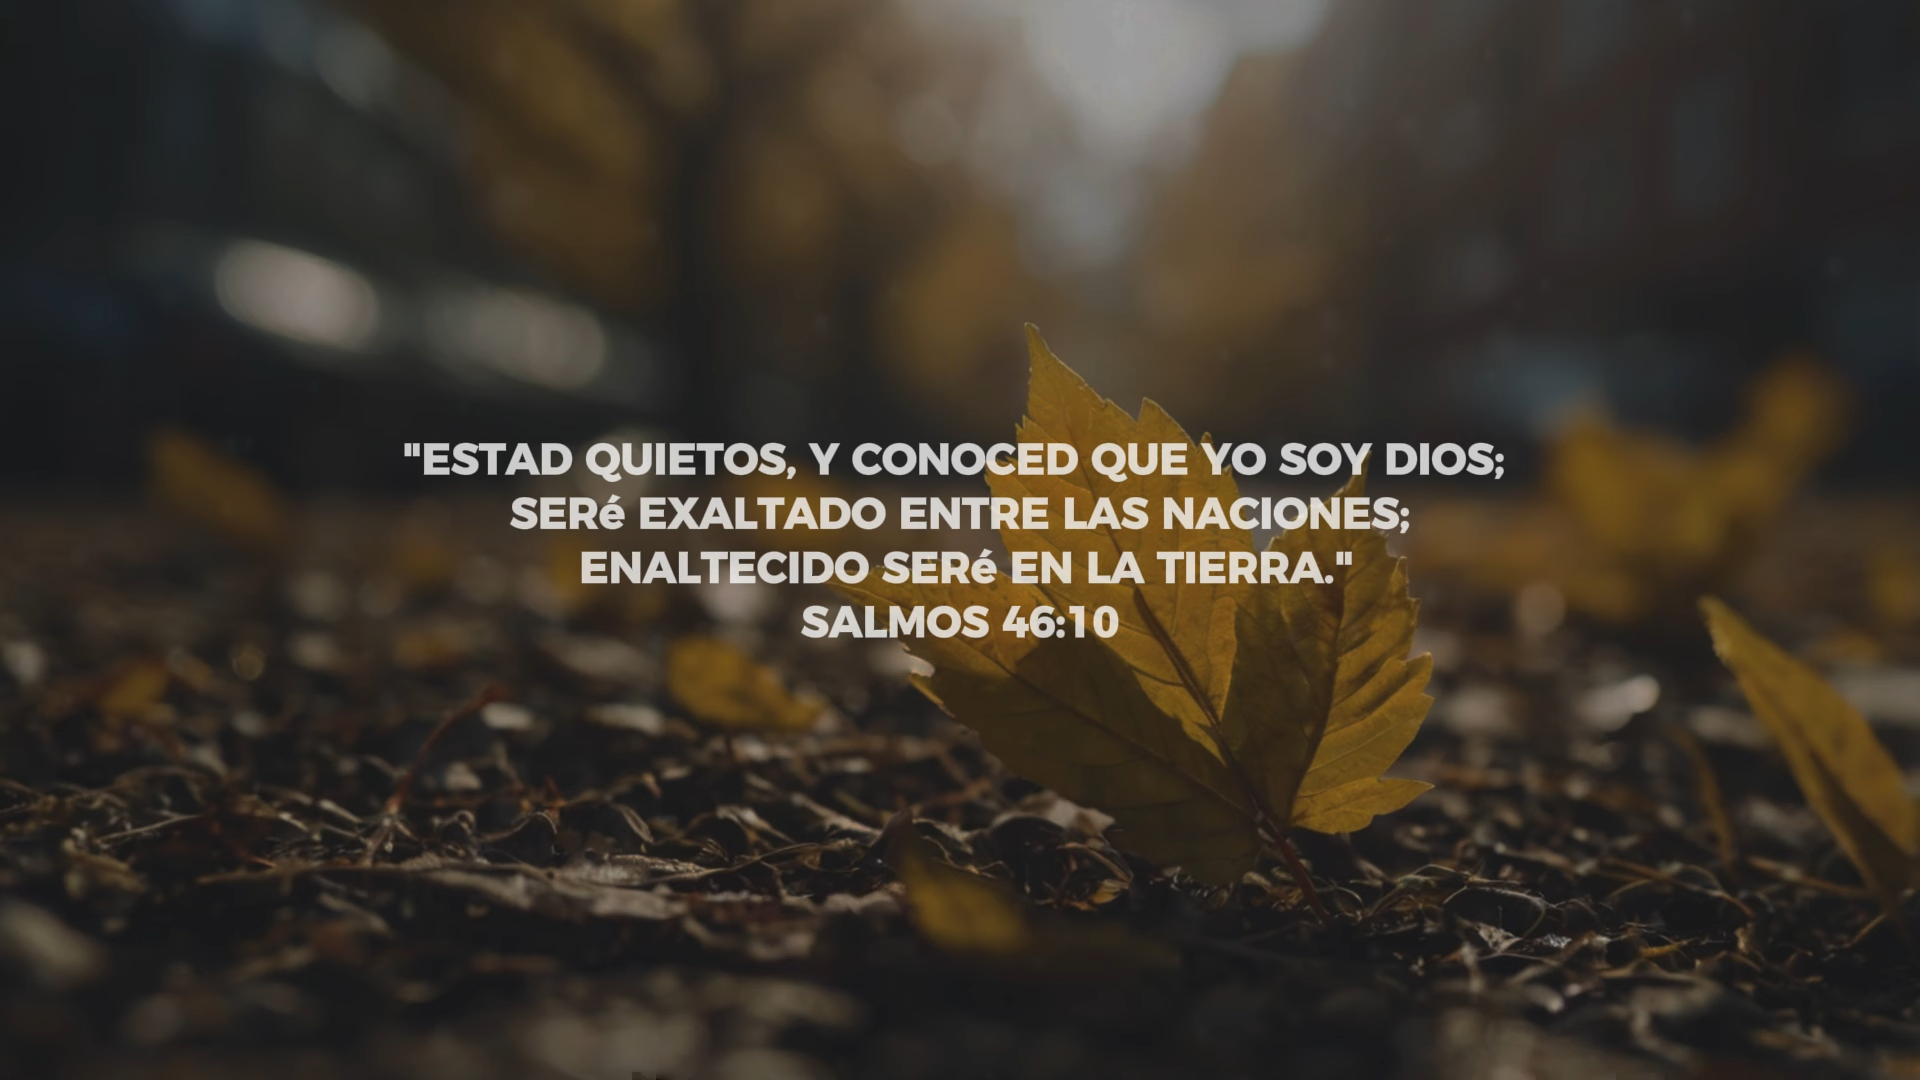 "ESTAD QUIETOS, Y CONOCED QUE YO SOY DIOS;
SERé EXALTADO ENTRE LAS NACIONES;
ENALTECIDO SERé EN LA TIERRA."
SALMOS 46:10